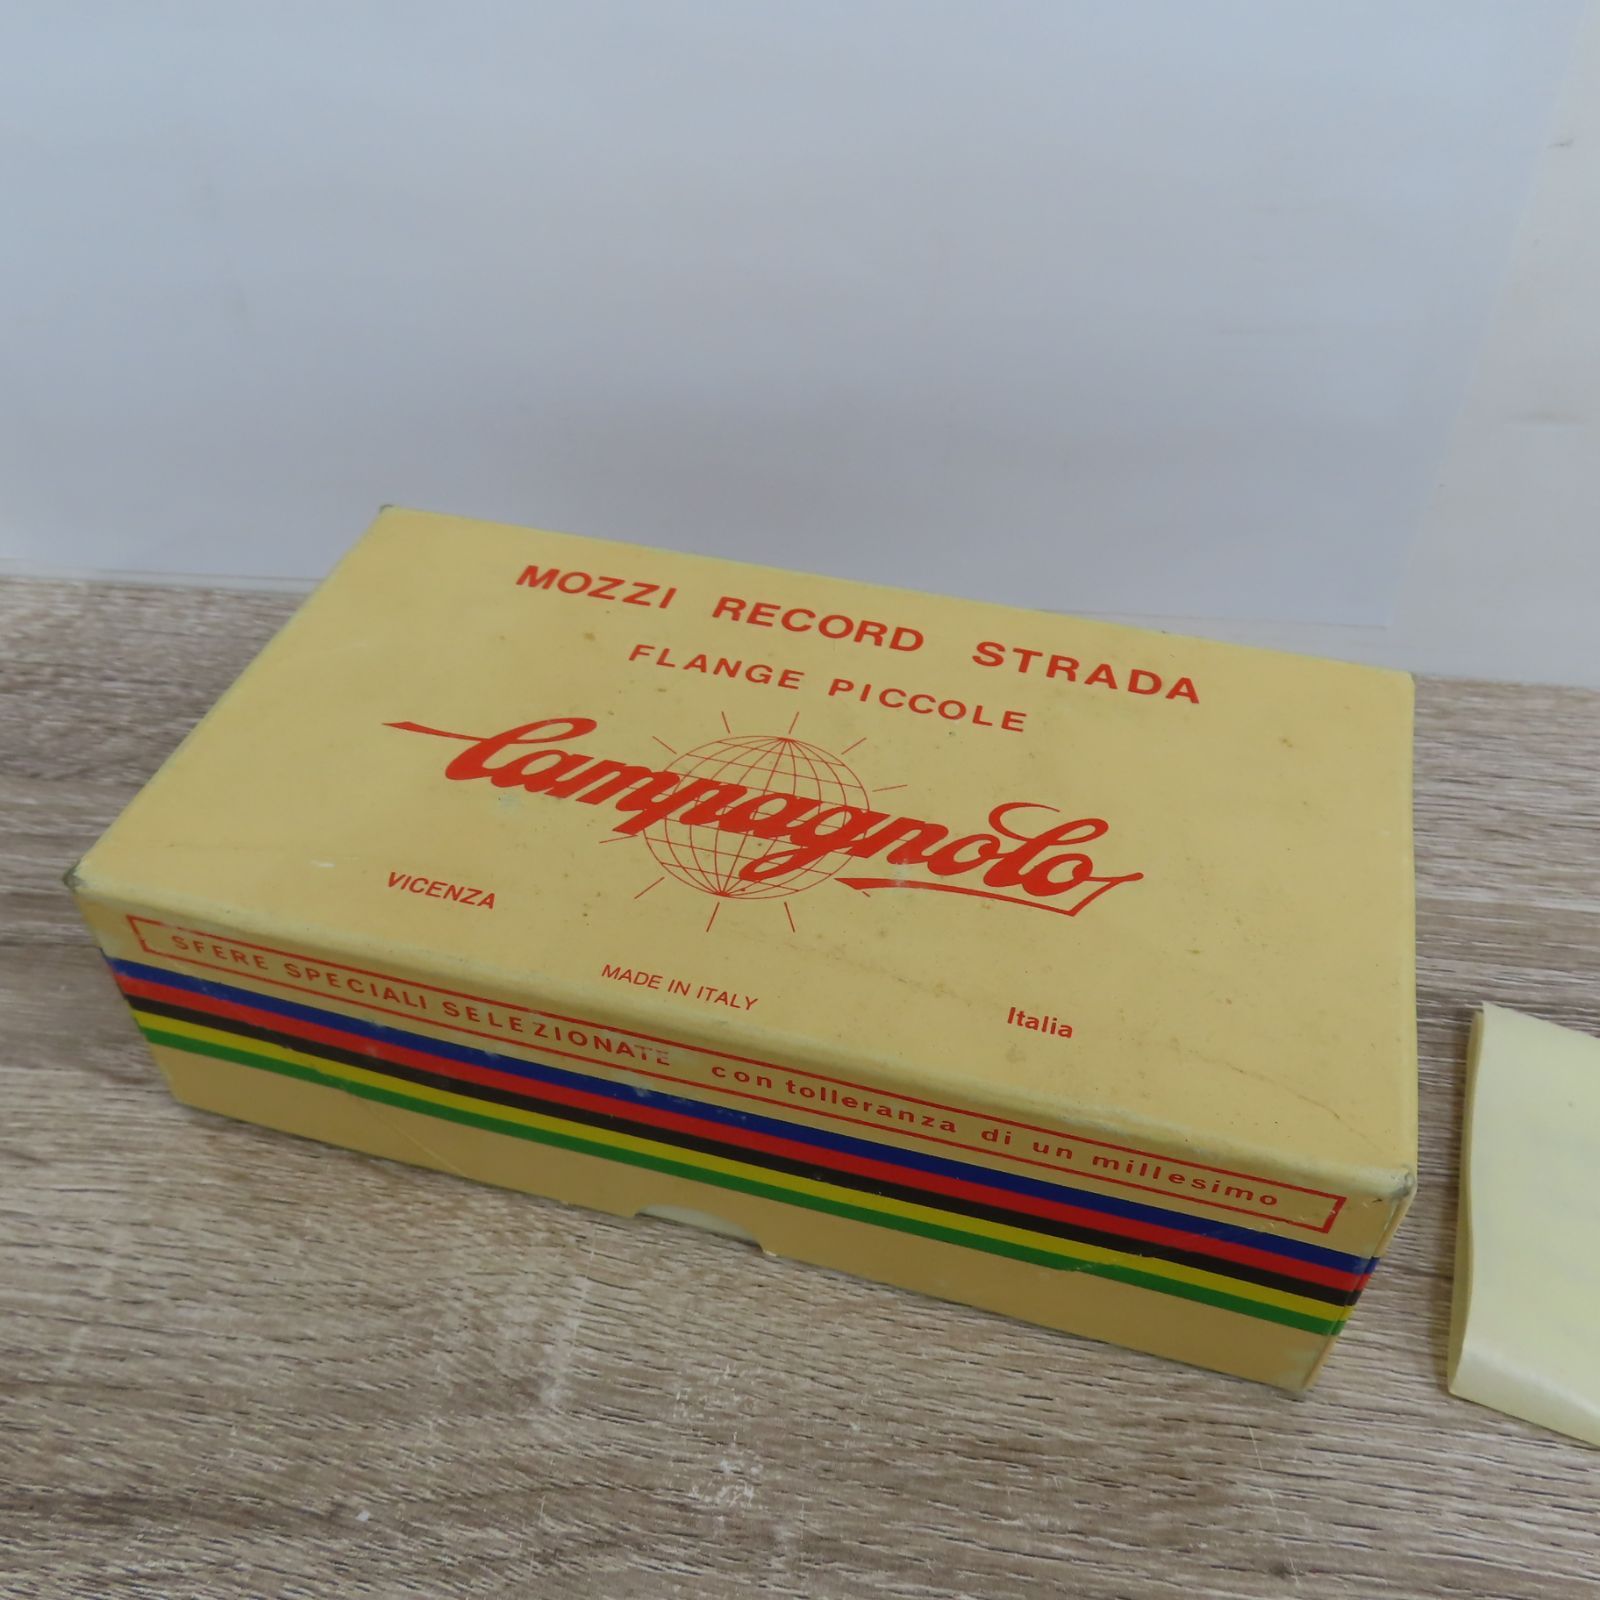 MOZZI RECORD STRADA
FLANGE PICCOLE
Campagnolo
VICENZA
MADE IN ITALY
Italia
SFERE SPECIALI SELEZIONATE con tolleranza di un millesimo